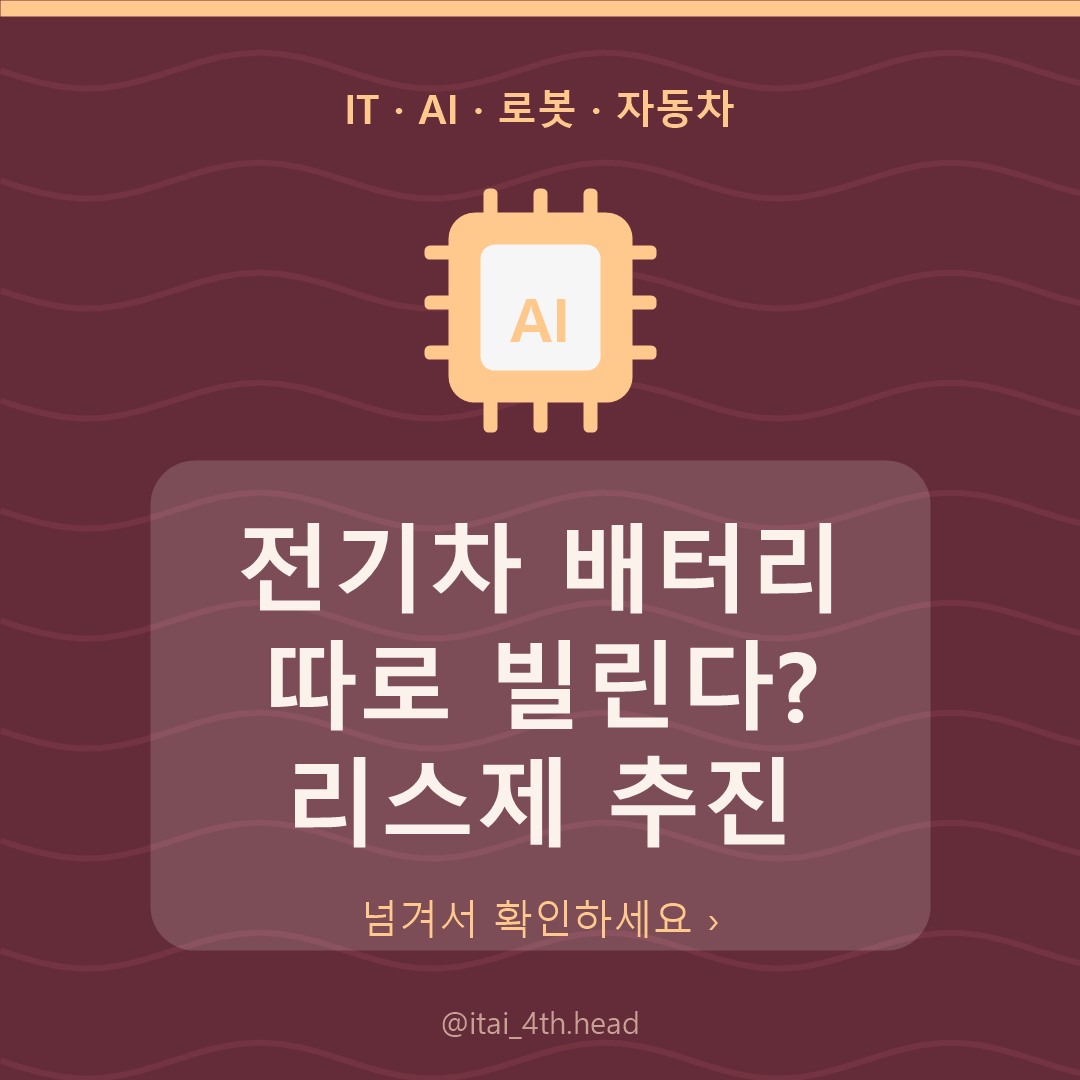 IT · AI · 로봇 · 자동차
AI
전기차 배터리
따로 빌린다?
리스제 추진
넘겨서 확인하세요 ›
@itai_4th.head